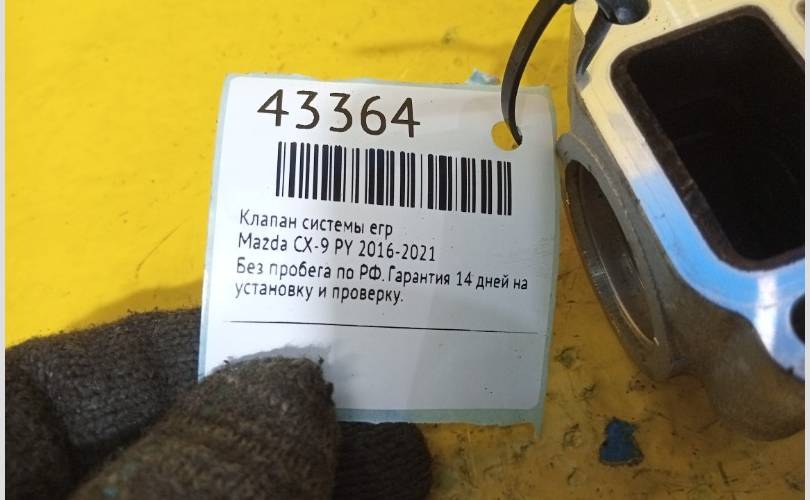 43364
Клапан системы егр
Mazda CX-9 PY 2016-2021
Без пробега по РФ. Гарантия 14 дней на
установку и проверку.